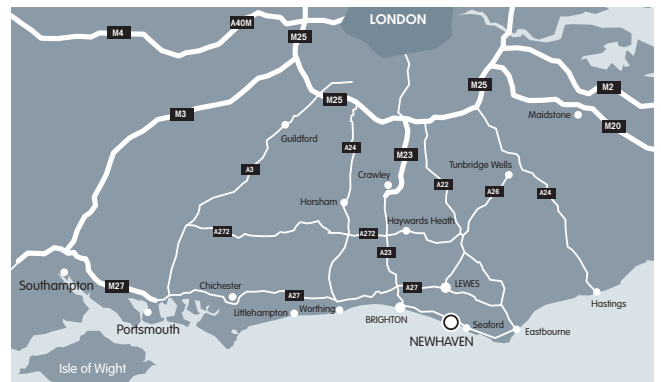 LONDON
A40M
M4
M25
M25
M2
M25
M3
Maidstone
M20
Guildford
A24
M23
Tunbridge Wells
A3
Crawley
A22
A26
A24
Horsham
Haywards Heath
A272
A272
A23
Southampton
M27
Chichester
A27
A27
LEWES
Hastings
Littlehampton
Worthing
BRIGHTON
Seaford
Portsmouth
Eastbourne
NEWHAVEN
Isle of Wight